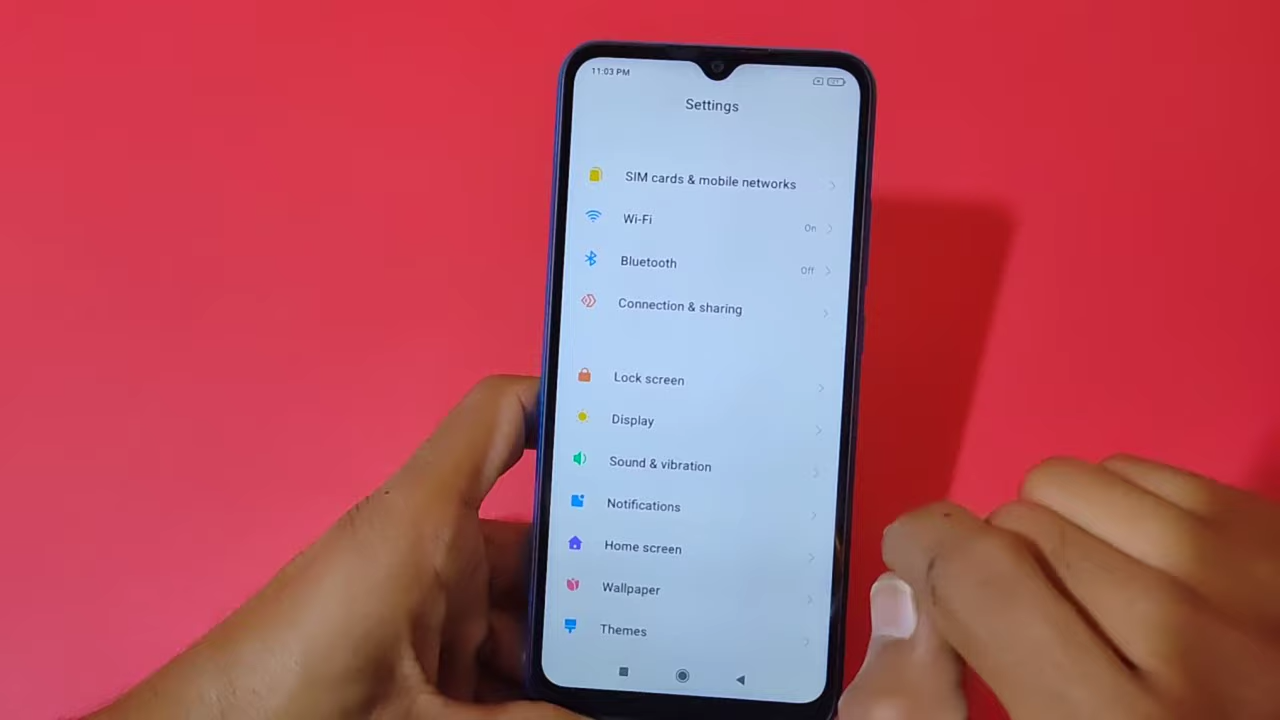 11:03 PM
Settings
SIM cards & mobile networks
Wi-Fi
On
Bluetooth
Off
Connection & sharing
Lock screen
Display
Sound & vibration
Notifications
Home screen
Wallpaper
Themes